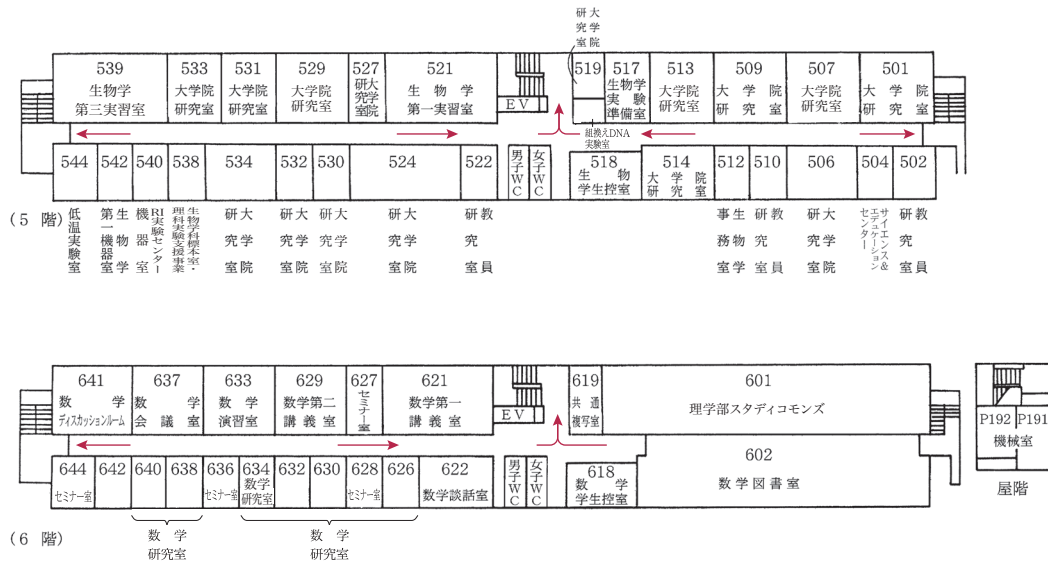 大学院
研究室
539
生物学
第三実習室
533
大学院
研究室
531
大学院
研究室
529
大学院
研究室
527
大学院
研究室
521
生物学
第一実習室
EV
519
組換えDNA
実験室
517
生物学
実験
準備室
513
大学院
研究室
509
大学院
研究室
507
大学院
研究室
501
大学院
研究室
544
542
540
538
534
532
530
524
522
男子WC
女子WC
518
生物
学生控室
514
大学院
研究室
512
510
506
504
502
(5 階)
低温実験室
生物学
第一機器室
RI実験センター
機器室
生物学科標本室・
理科実験支援事業
大学院
研究室
大学院
研究室
大学院
研究室
大学院
研究室
教員
研究室
生物学
事務室
教員
研究室
大学院
研究室
サイエンス&
エデュケーション
センター
教員
研究室
641
数学
ディスカッションルーム
637
数学
会議室
633
数学
演習室
629
数学第二
講義室
627
セミナー室
621
数学第一
講義室
EV
619
共通
複写室
601
理学部スタディコモンズ
P192
P191
機械室
屋階
644
セミナー室
642
640
638
636
セミナー室
634
数学
研究室
632
630
628
セミナー室
626
622
数学談話室
男子WC
女子WC
618
数学
学生控室
602
数学図書室
(6 階)
数学
研究室
数学
研究室